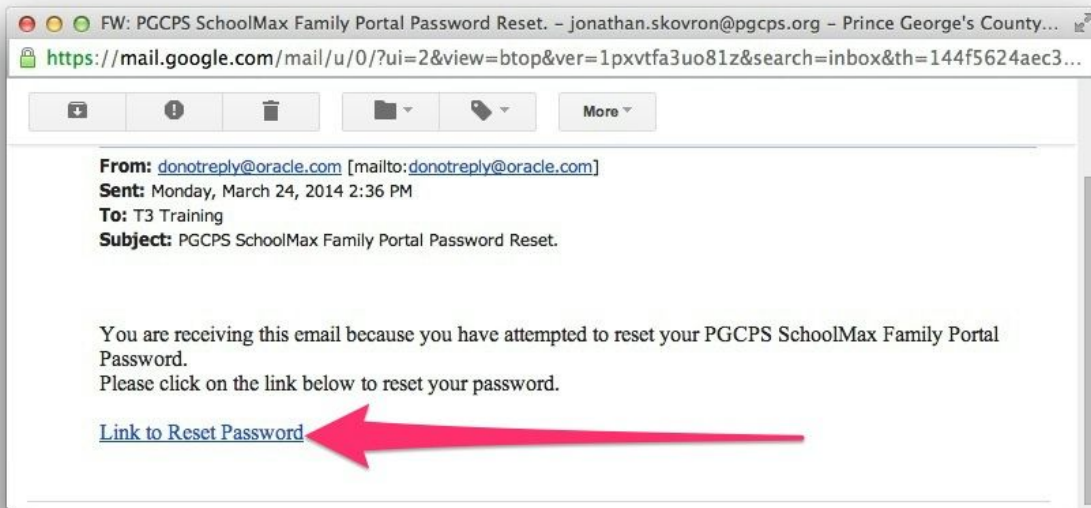 FW: PGCPS SchoolMax Family Portal Password Reset. – jonathan.skovron@pgcps.org – Prince George's County...
https://mail.google.com/mail/u/0/?ui=2&view=btop&ver=1pxvtfa3uo81z&search=inbox&th=144f5624aec3...
More
From: donotreply@oracle.com [mailto:donotreply@oracle.com]
Sent: Monday, March 24, 2014 2:36 PM
To: T3 Training
Subject: PGCPS SchoolMax Family Portal Password Reset.
You are receiving this email because you have attempted to reset your PGCPS SchoolMax Family Portal
Password.
Please click on the link below to reset your password.
Link to Reset Password